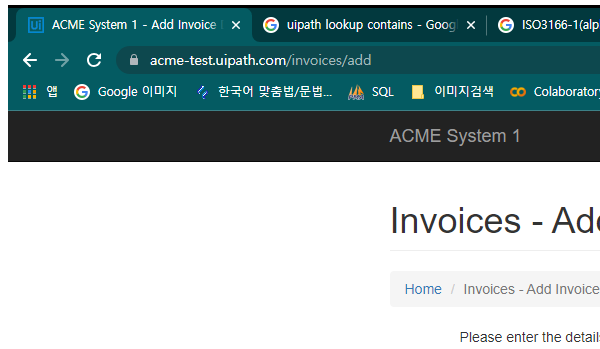 Ui ACME System 1 - Add Invoice uipath lookup contains - Goog ISO3166-1(alp
acme-test.uipath.com/invoices/add
앱 Google 이미지 한국어 맞춤법/문법... SQL 이미지검색 Colaboratory
ACME System 1
Invoices - Add
Home / Invoices - Add Invoice
Please enter the details